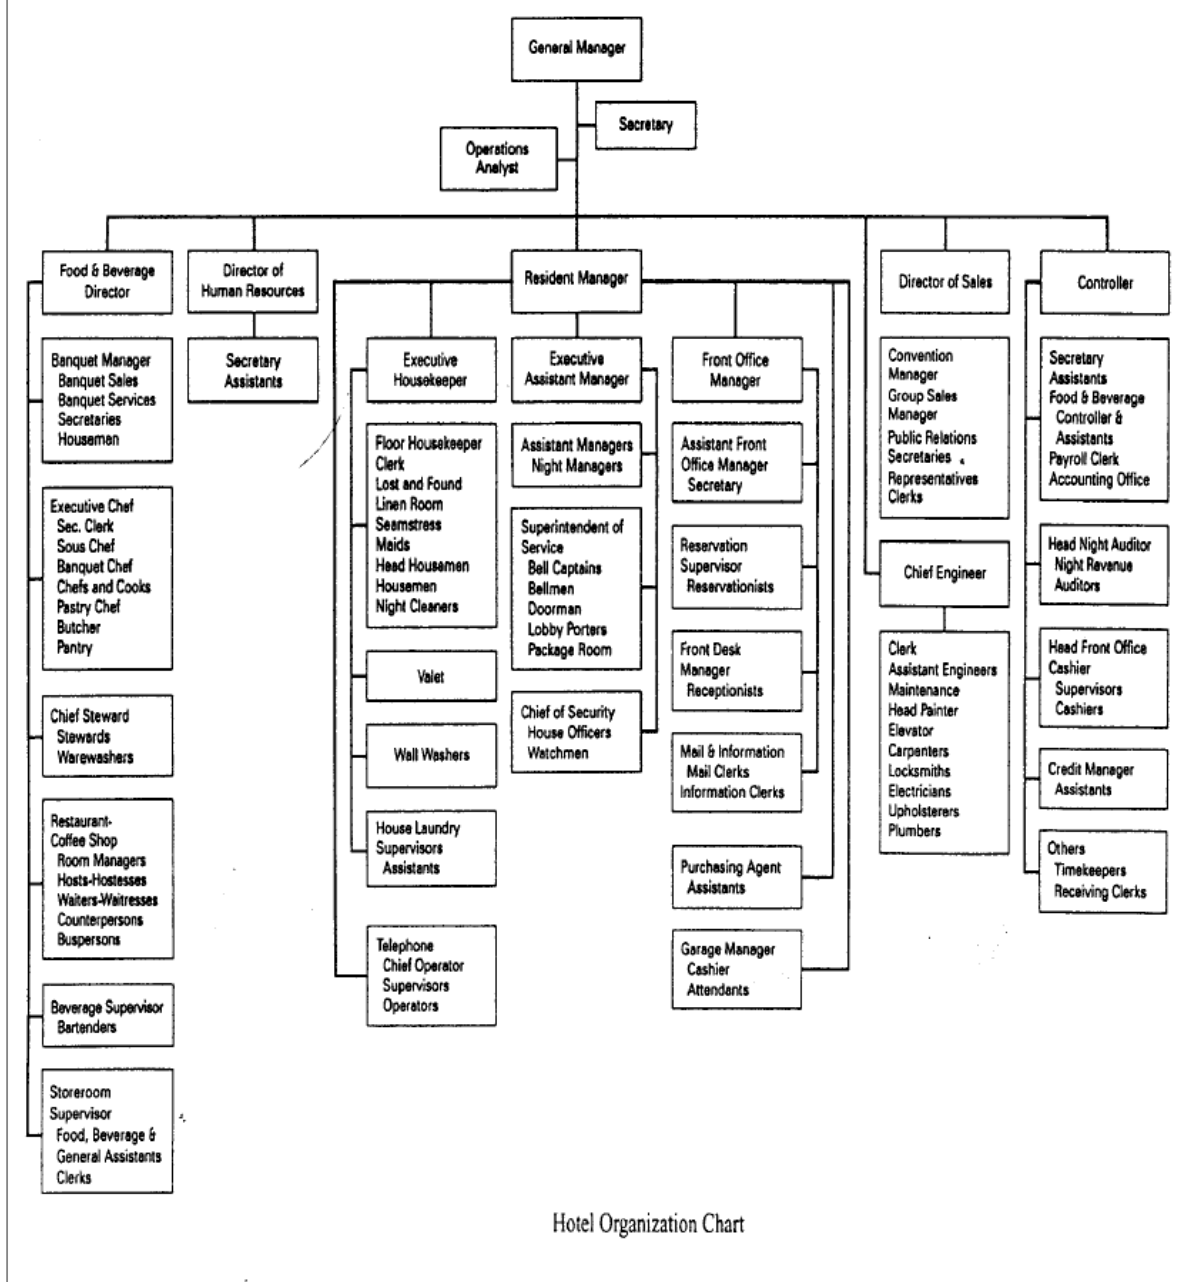 General Manager
Secretary
Operations
Analyst
Food & Beverage
Director
Director of
Human Resources
Resident Manager
Director of Sales
Controller
Banquet Manager
Banquet Sales
Banquet Services
Secretaries
Houseman
Executive Chef
Sec. Clerk
Sous Chef
Banquet Chef
Chefs and Cooks
Pastry Chef
Butcher
Pantry
Chief Steward
Stewards
Warewashers
Restaurant-
Coffee Shop
Room Managers
Hosts-Hostesses
Waiters-Waitresses
Counterpersons
Buspersons
Beverage Supervisor
Bartenders
Storeroom
Supervisor
Food, Beverage &
General Assistants
Clerks
Secretary
Assistants
Executive
Housekeeper
Floor Housekeeper
Clerk
Lost and Found
Linen Room
Seamstress
Maids
Head Housemen
Housemen
Night Cleaners
Valet
Wall Washers
House Laundry
Supervisors
Assistants
Telephone
Chief Operator
Supervisors
Operators
Executive
Assistant Manager
Assistant Managers
Night Managers
Superintendent of
Service
Bell Captains
Bellmen
Doorman
Lobby Porters
Package Room
Chief of Security
House Officers
Watchmen
Front Office
Manager
Assistant Front
Office Manager
Secretary
Reservation
Supervisor
Reservationists
Front Desk
Manager
Receptionists
Mail & Information
Mail Clerks
Information Clerks
Purchasing Agent
Assistants
Garage Manager
Cashier
Attendants
Convention
Manager
Group Sales
Manager
Public Relations
Secretaries
Representatives
Clerks
Chief Engineer
Clerk
Assistant Engineers
Maintenance
Head Painter
Elevator
Carpenters
Locksmiths
Electricians
Upholsterers
Plumbers
Secretary
Assistants
Food & Beverage
Controller &
Assistants
Payroll Clerk
Accounting Office
Head Night Auditor
Night Revenue
Auditors
Head Front Office
Cashier
Supervisors
Cashiers
Credit Manager
Assistants
Others
Timekeepers
Receiving Clerks
Hotel Organization Chart